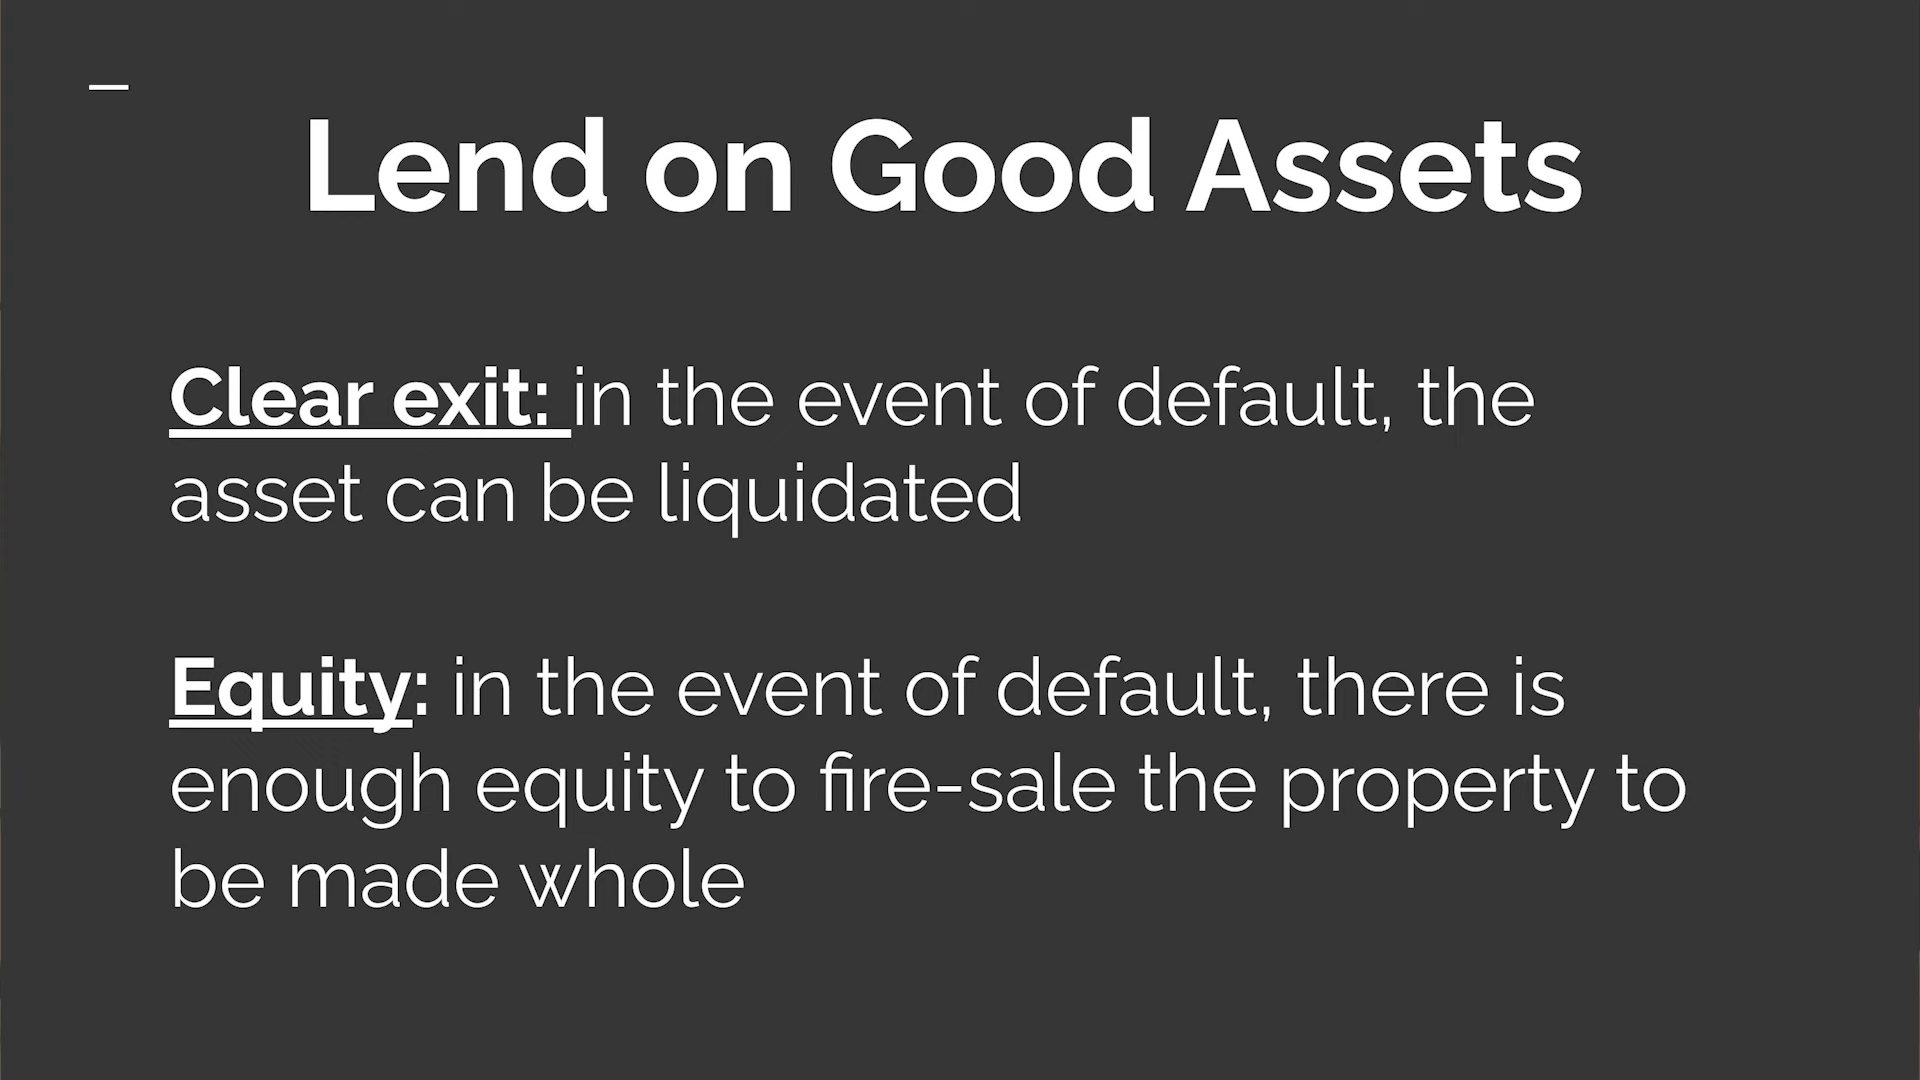 Lend on Good Assets
Clear exit: in the event of default, the
asset can be liquidated
Equity: in the event of default, there is
enough equity to fire-sale the property to
be made whole